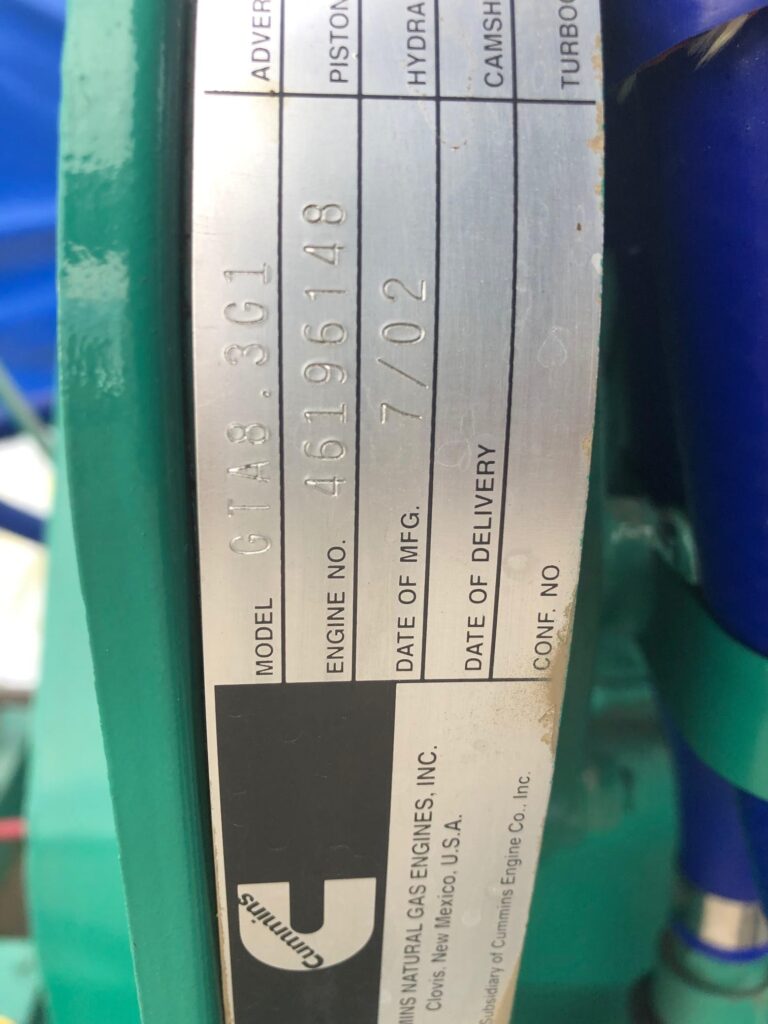 MODEL GTA8.3G1
ENGINE NO. 46196148
DATE OF MFG. 7/02
DATE OF DELIVERY
CONF. NO
ADVER
PISTON
HYDRA
CAMSH
TURBO
Cummins
MINS NATURAL GAS ENGINES, INC.
Clovis, New Mexico, U.S.A.
Subsidiary of Cummins Engine Co., Inc.